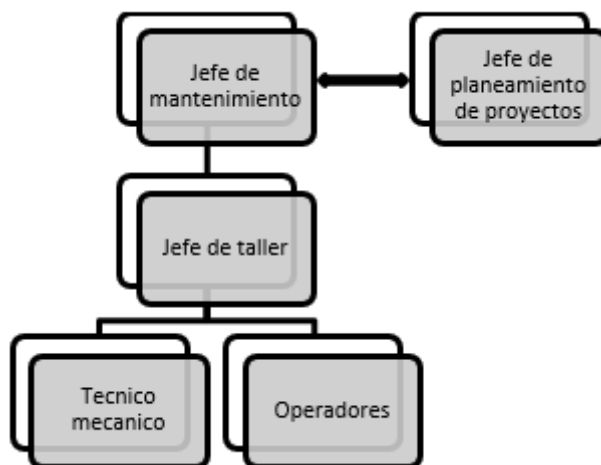 Jefe de
mantenimiento
Jefe de
planeamiento
de proyectos
Jefe de taller
Tecnico
mecanico
Operadores